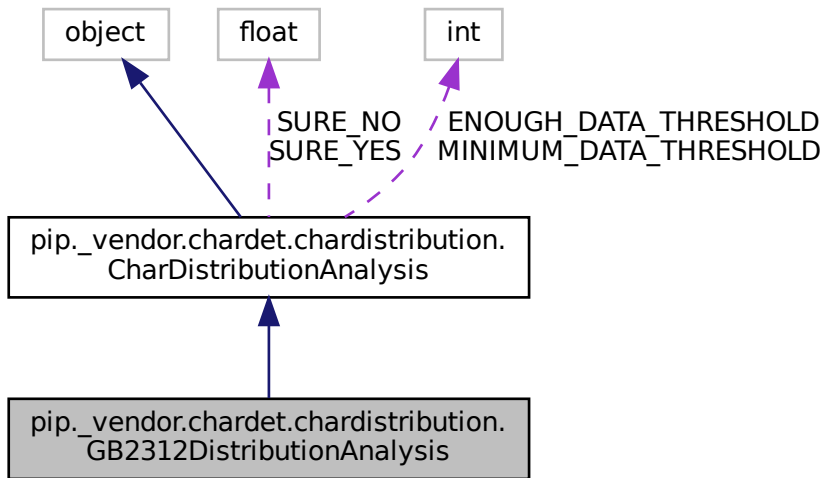 object
float
int
SURE_NO
SURE_YES
ENOUGH_DATA_THRESHOLD
MINIMUM_DATA_THRESHOLD
pip._vendor.chardet.chardistribution.
CharDistributionAnalysis
pip._vendor.chardet.chardistribution.
GB2312DistributionAnalysis